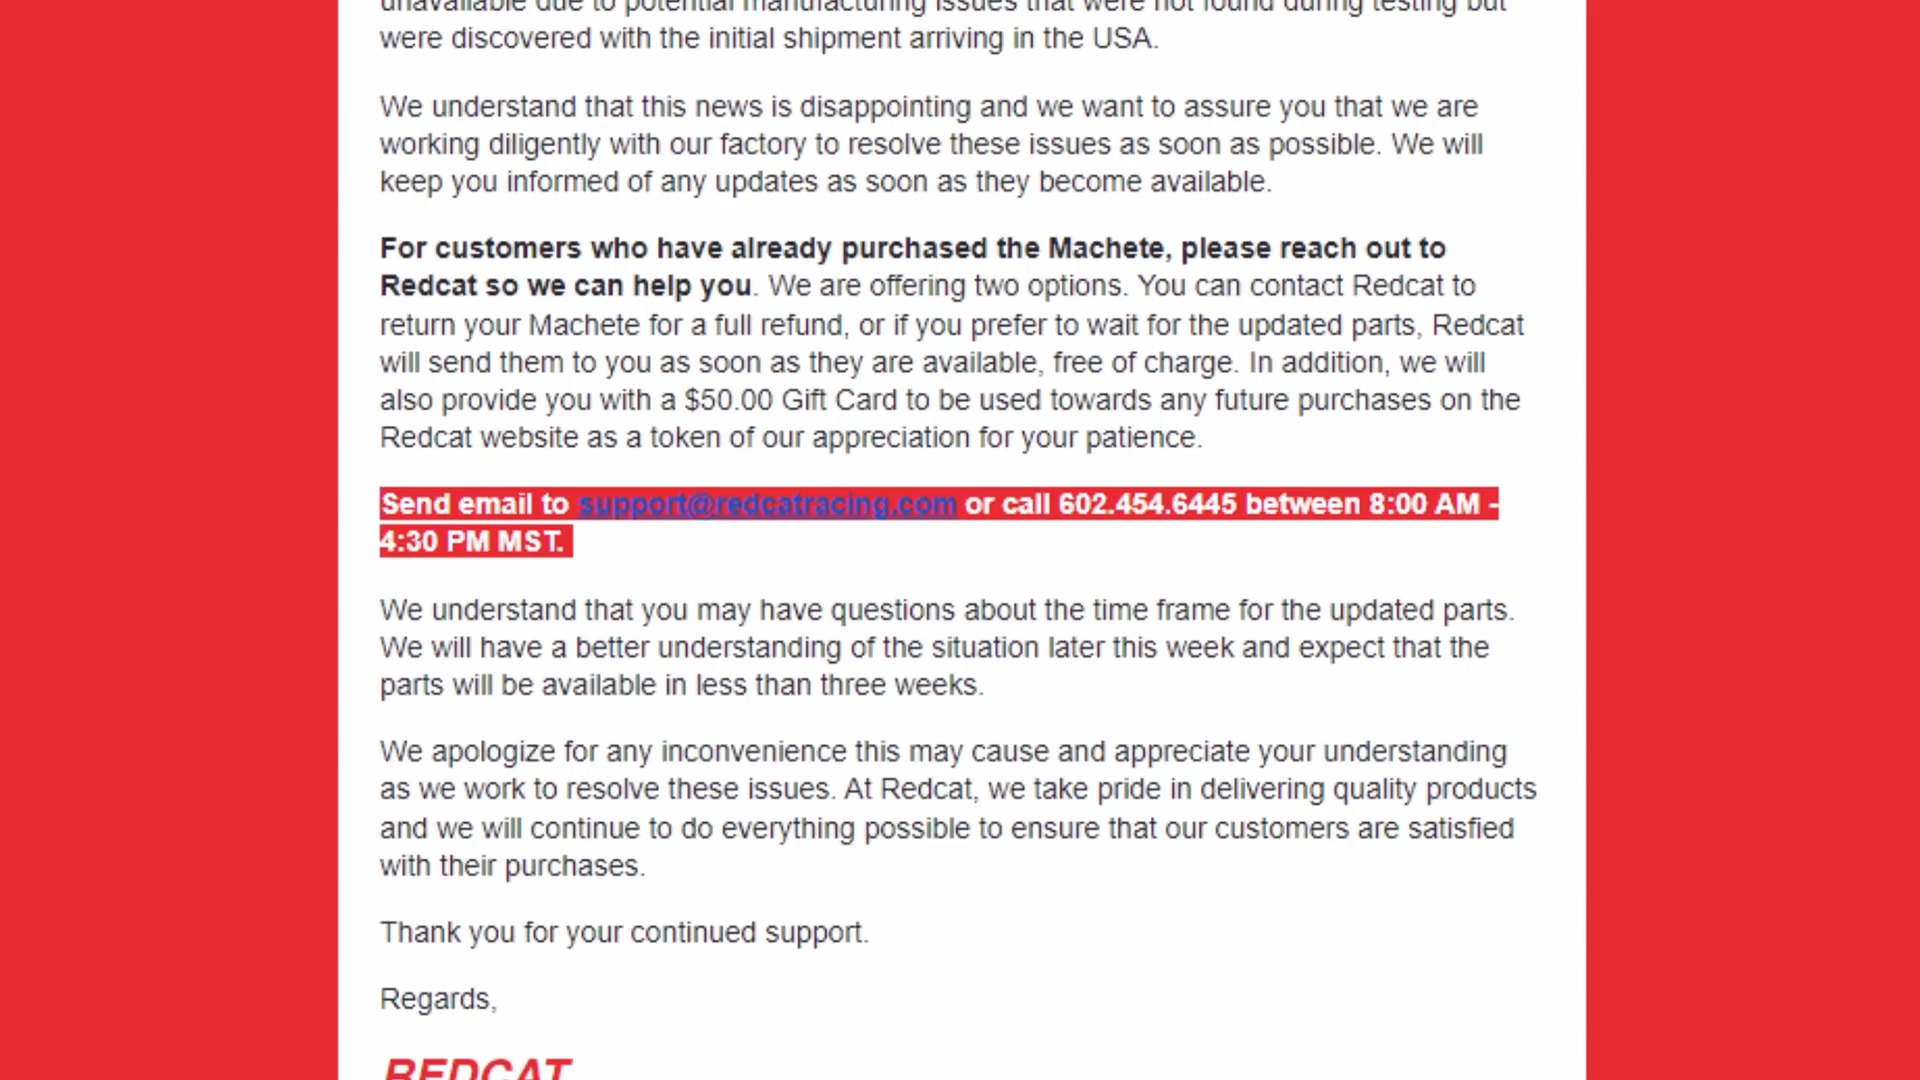 unavailable due to potential manufacturing issues that were not found during testing but
were discovered with the initial shipment arriving in the USA.
We understand that this news is disappointing and we want to assure you that we are
working diligently with our factory to resolve these issues as soon as possible. We will
keep you informed of any updates as soon as they become available.
For customers who have already purchased the Machete, please reach out to
Redcat so we can help you. We are offering two options. You can contact Redcat to
return your Machete for a full refund, or if you prefer to wait for the updated parts, Redcat
will send them to you as soon as they are available, free of charge. In addition, we will
also provide you with a $50.00 Gift Card to be used towards any future purchases on the
Redcat website as a token of our appreciation for your patience.
Send email to support@redcatracing.com or call 602.454.6445 between 8:00 AM -
4:30 PM MST.
We understand that you may have questions about the time frame for the updated parts.
We will have a better understanding of the situation later this week and expect that the
parts will be available in less than three weeks.
We apologize for any inconvenience this may cause and appreciate your understanding
as we work to resolve these issues. At Redcat, we take pride in delivering quality products
and we will continue to do everything possible to ensure that our customers are satisfied
with their purchases.
Thank you for your continued support.
Regards,
REDCAT